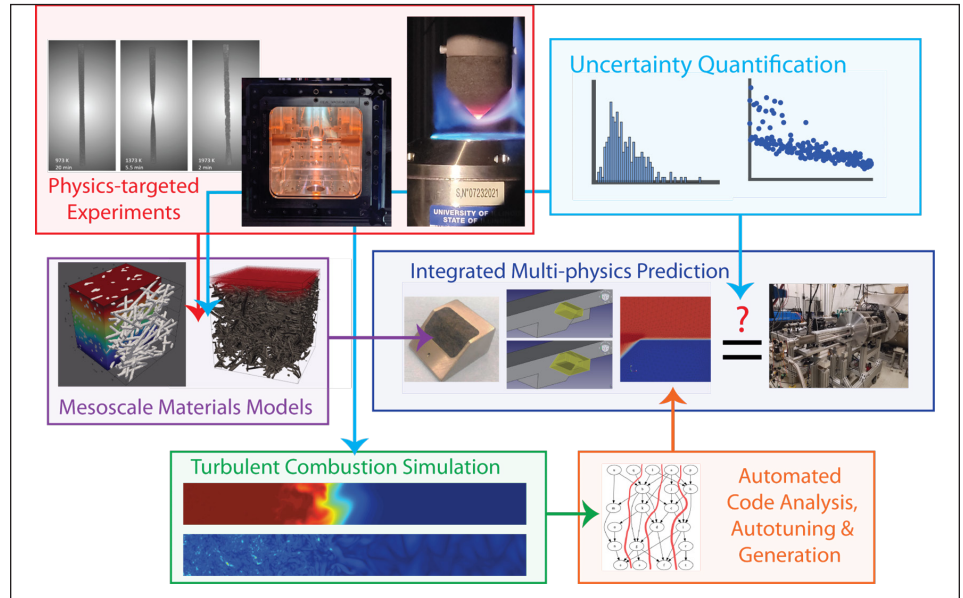 973 K
20 min
1373 K
5.5 min
1973 K
2 min
Physics-targeted
Experiments
S,N°07232021
UNIVERSITY OF
STATE OF
Uncertainty Quantification
Integrated Multi-physics Prediction
?
=
Mesoscale Materials Models
Turbulent Combustion Simulation
Automated
Code Analysis,
Autotuning &
Generation